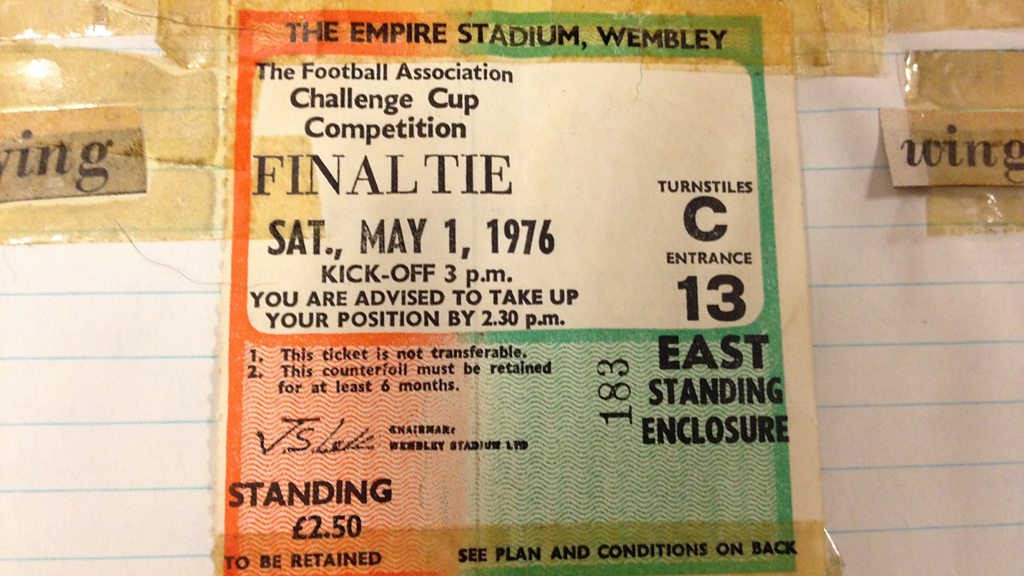 THE EMPIRE STADIUM, WEMBLEY
The Football Association
Challenge Cup
Competition
FINAL TIE
SAT., MAY 1, 1976
KICK-OFF 3 p.m.
YOU ARE ADVISED TO TAKE UP
YOUR POSITION BY 2.30 p.m.
TURNSTILES
C
ENTRANCE
13
EAST
STANDING
ENCLOSURE
183
1. This ticket is not transferable.
2. This counterfoil must be retained
for at least 6 months.
CHAIRMAN:
WEMBLEY STADIUM LTD
STANDING
£2.50
TO BE RETAINED
SEE PLAN AND CONDITIONS ON BACK
wing